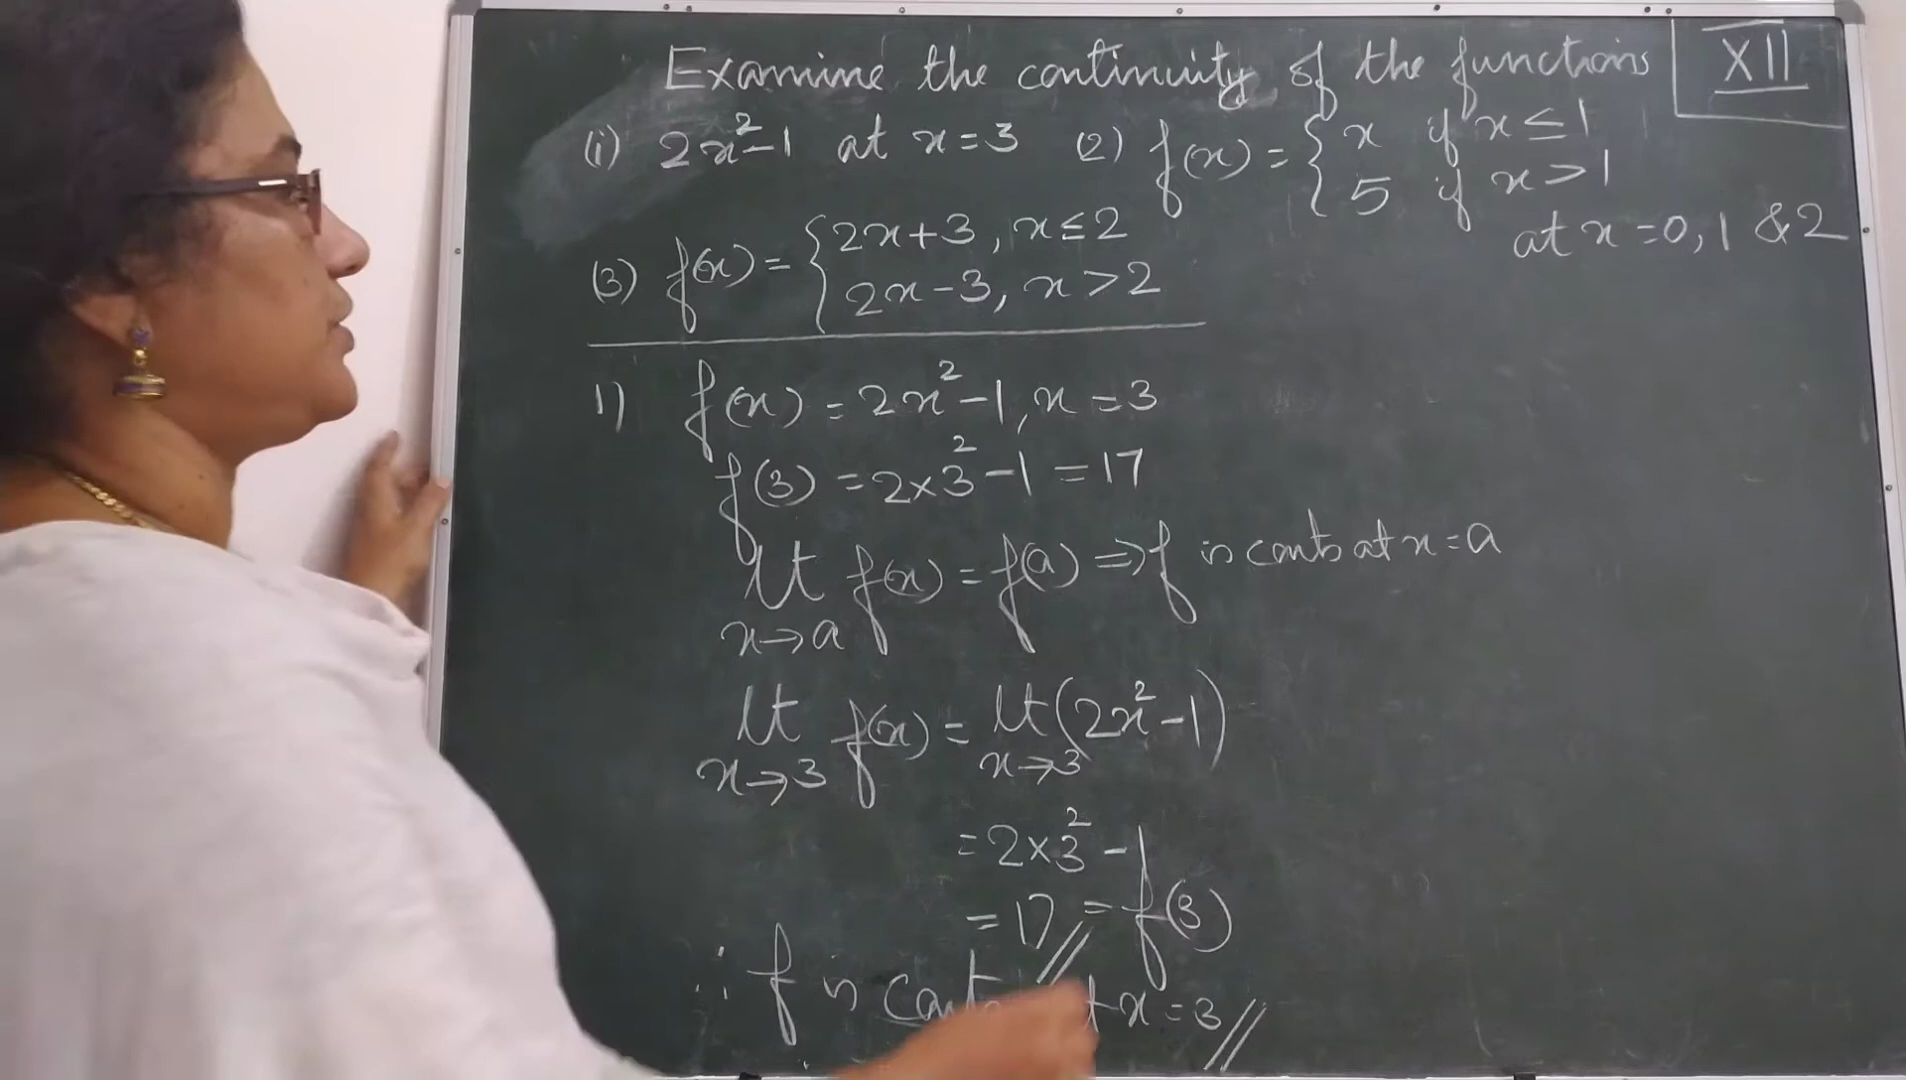 Examine the continuity of the functions
XII
(1) 2x²-1 at x=3 (2) f(x) = { x if x ≤ 1
5 if x > 1
at x = 0, 1 & 2
(3) f(x) = { 2x+3, x ≤ 2
2x-3, x > 2
1) f(x) = 2x²-1, x = 3
f(3) = 2×3²-1 = 17
lt f(x) = f(a) ⇒ f is conts at x = a
x→a
lt f(x) = lt (2x²-1)
x→3 x→3
= 2×3² - 1
= 17 = f(3)
∴ f is x = 3